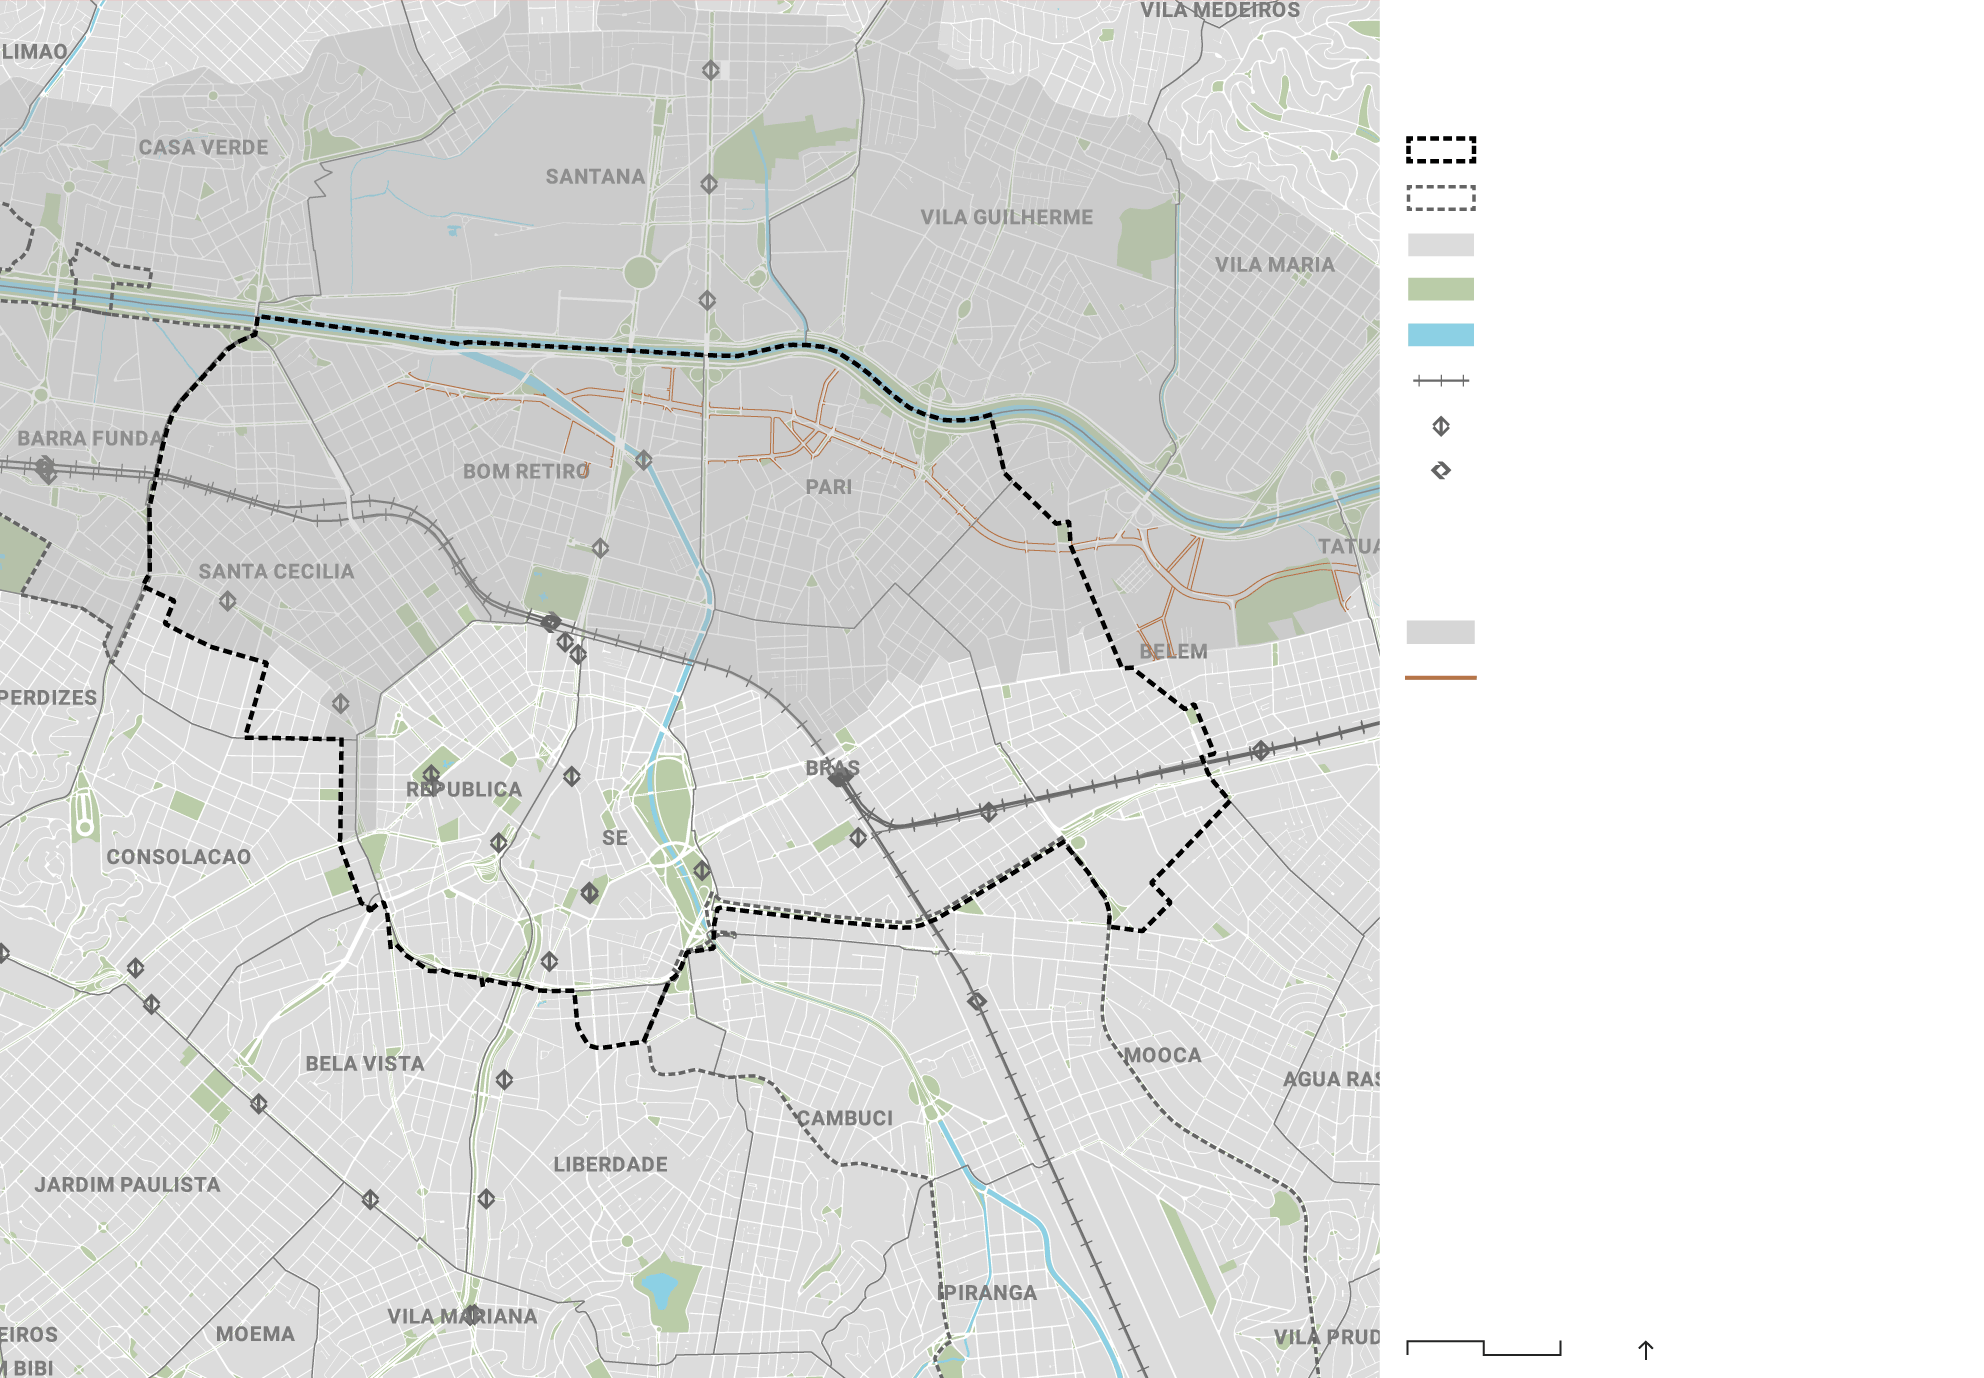 VILA MEDEIROS
LIMAO
CASA VERDE
SANTANA
VILA GUILHERME
VILA MARIA
BARRA FUNDA
BOM RETIRO
PARI
TATUA
SANTA CECILIA
BELEM
PERDIZES
BRAS
REPUBLICA
SE
CONSOLACAO
BELA VISTA
MOOCA
AGUA RAS
CAMBUCI
LIBERDADE
JARDIM PAULISTA
IPIRANGA
VILA MARIANA
MOEMA
EIROS
VILA PRUD
M BIBI